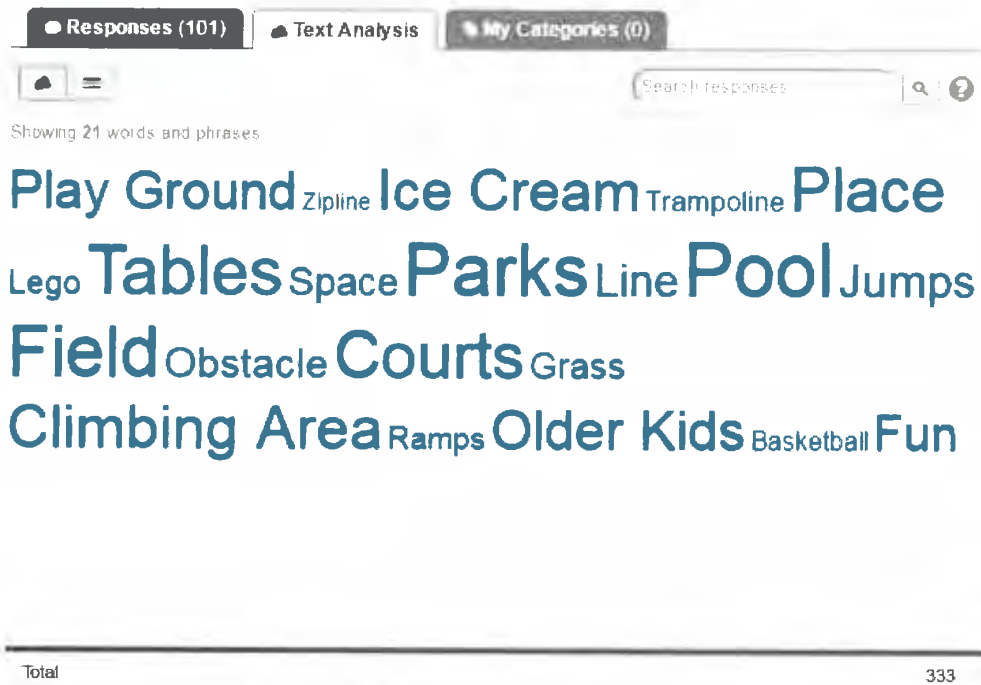 Responses (101) Text Analysis My Categories (0)
Search responses
Showing 21 words and phrases
Play Ground Zipline Ice Cream Trampoline Place
Lego Tables Space Parks Line Pool Jumps
Field Obstacle Courts Grass
Climbing Area Ramps Older Kids Basketball Fun
Total 333